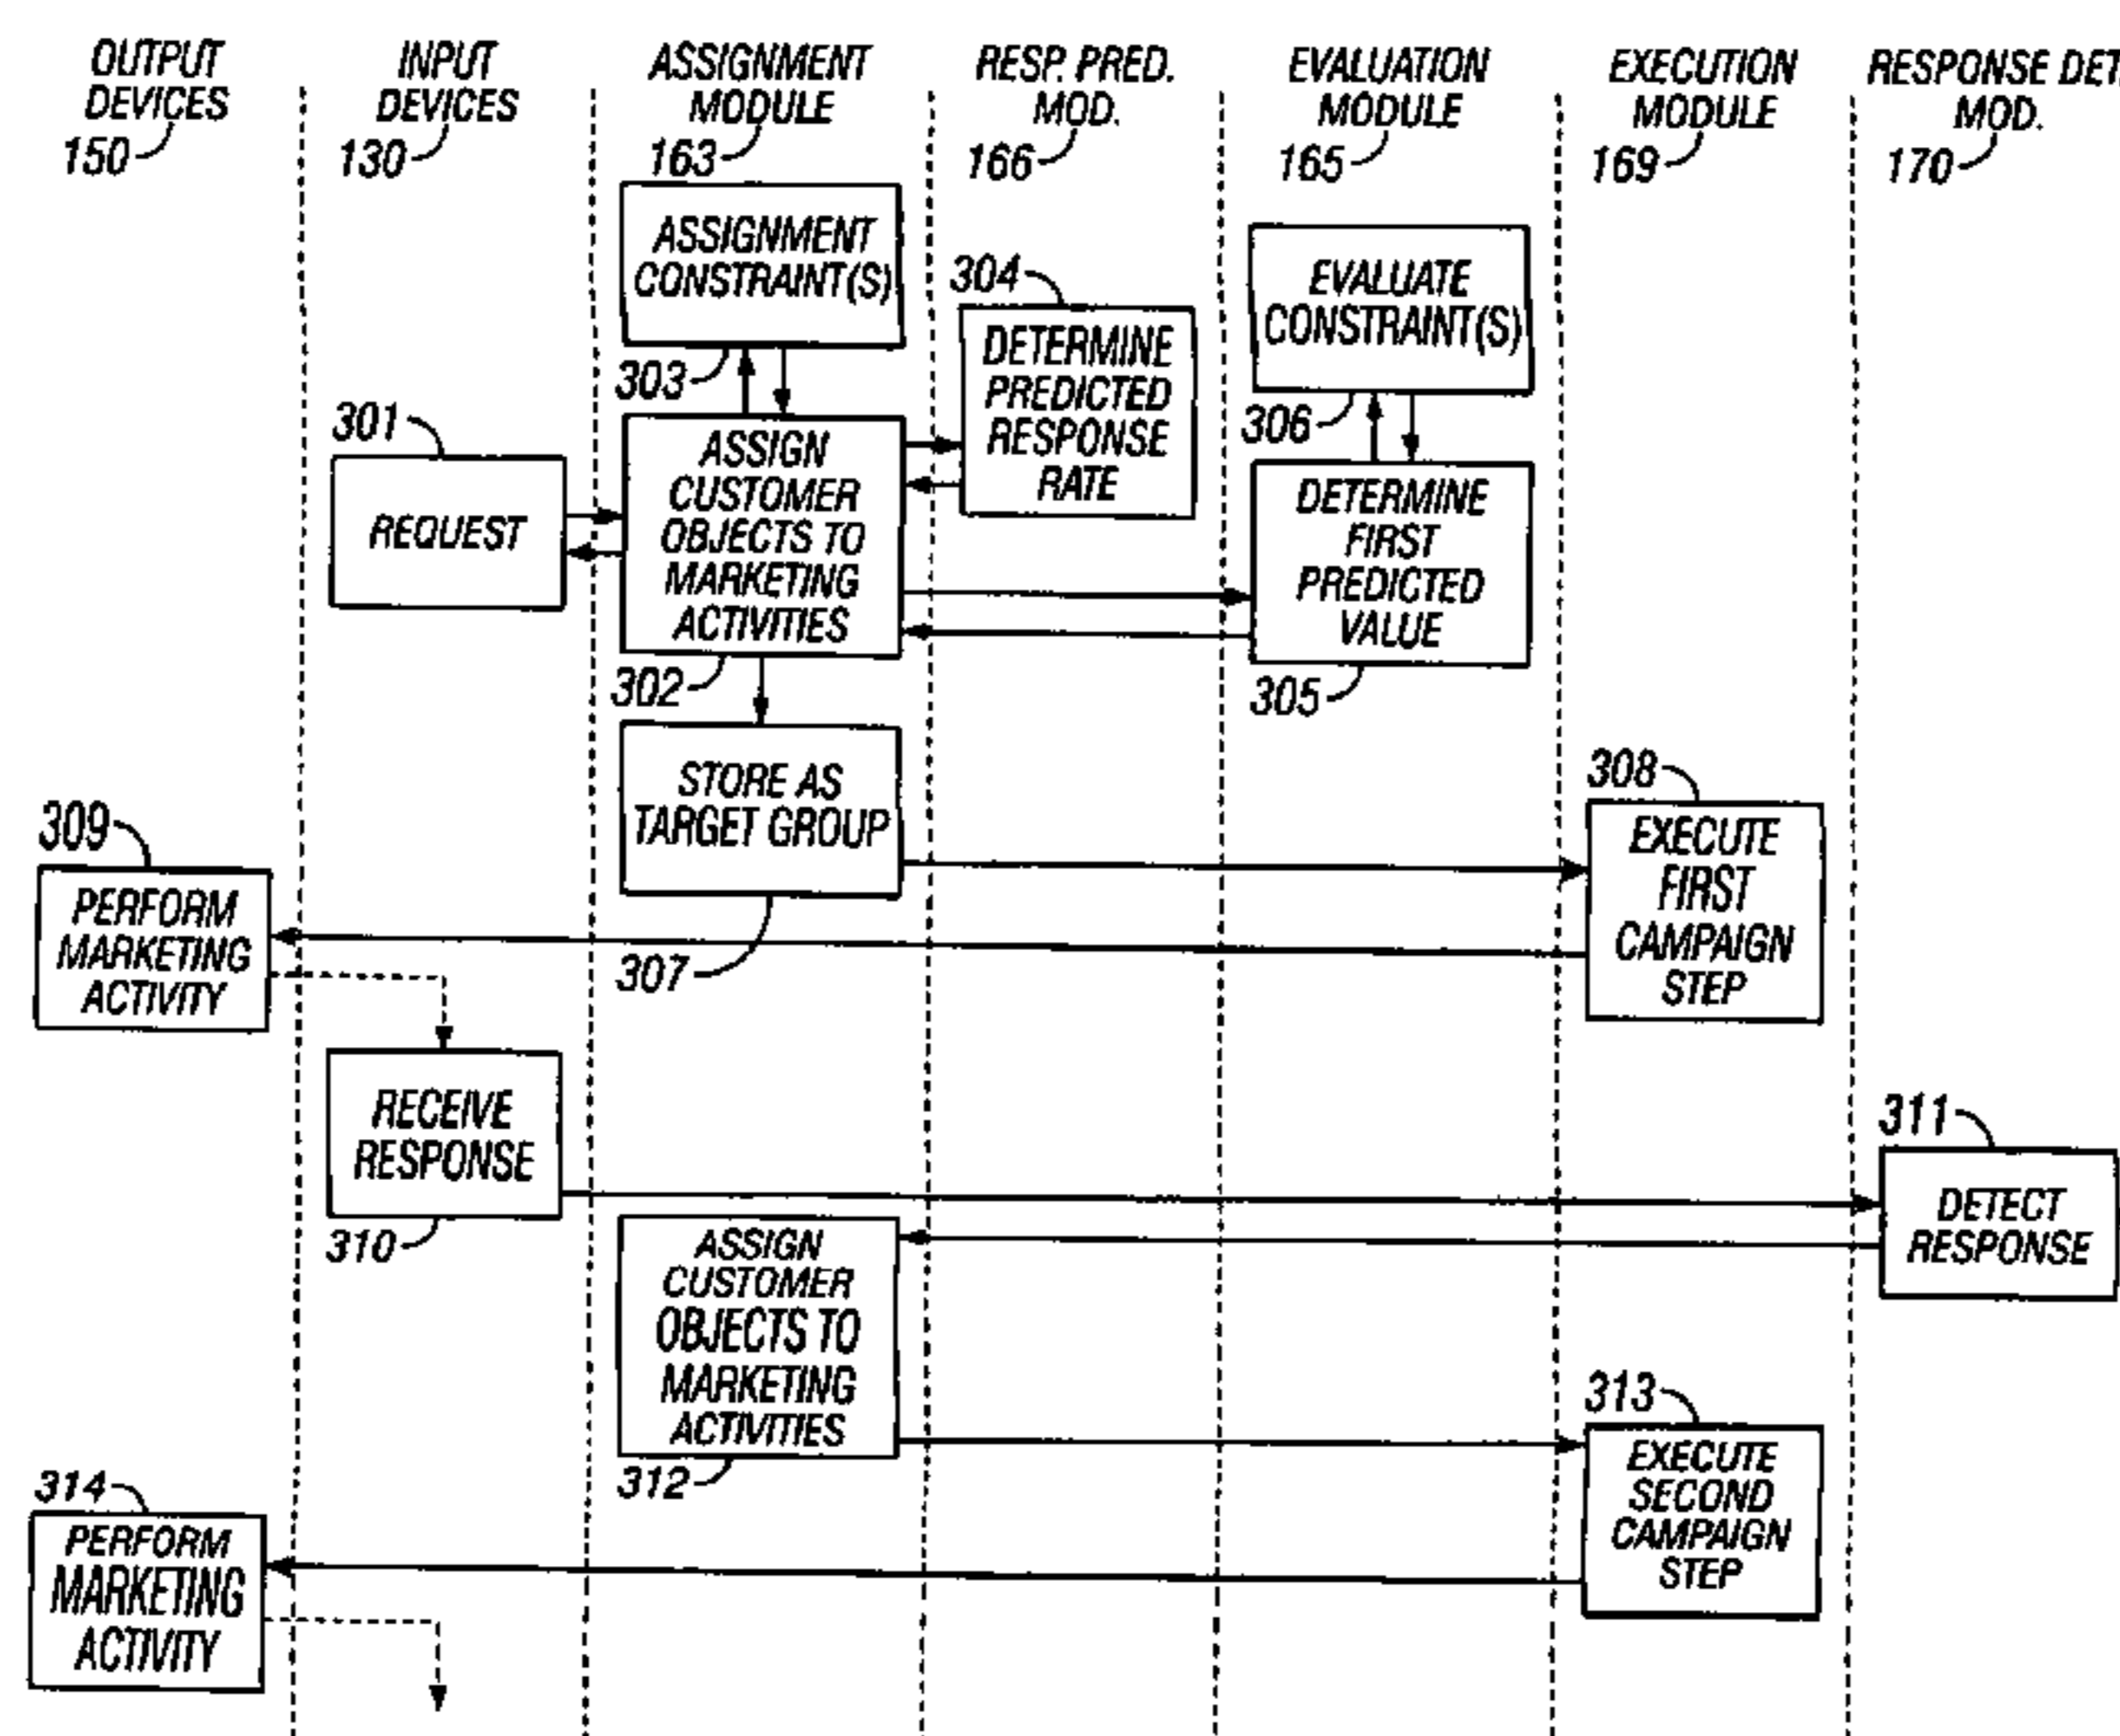 OUTPUT
DEVICES
150
INPUT
DEVICES
130
ASSIGNMENT
MODULE
163
RESP. PRED.
MOD.
166
EVALUATION
MODULE
165
EXECUTION
MODULE
169
RESPONSE DET.
MOD.
170
ASSIGNMENT
CONSTRAINT(S)
303
304
DETERMINE
PREDICTED
RESPONSE
RATE
EVALUATE
CONSTRAINT(S)
306
301
REQUEST
ASSIGN
CUSTOMER
OBJECTS TO
MARKETING
ACTIVITIES
302
DETERMINE
FIRST
PREDICTED
VALUE
305
STORE AS
TARGET GROUP
307
308
EXECUTE
FIRST
CAMPAIGN
STEP
309
PERFORM
MARKETING
ACTIVITY
RECEIVE
RESPONSE
310
311
DETECT
RESPONSE
ASSIGN
CUSTOMER
OBJECTS TO
MARKETING
ACTIVITIES
312
313
EXECUTE
SECOND
CAMPAIGN
STEP
314
PERFORM
MARKETING
ACTIVITY